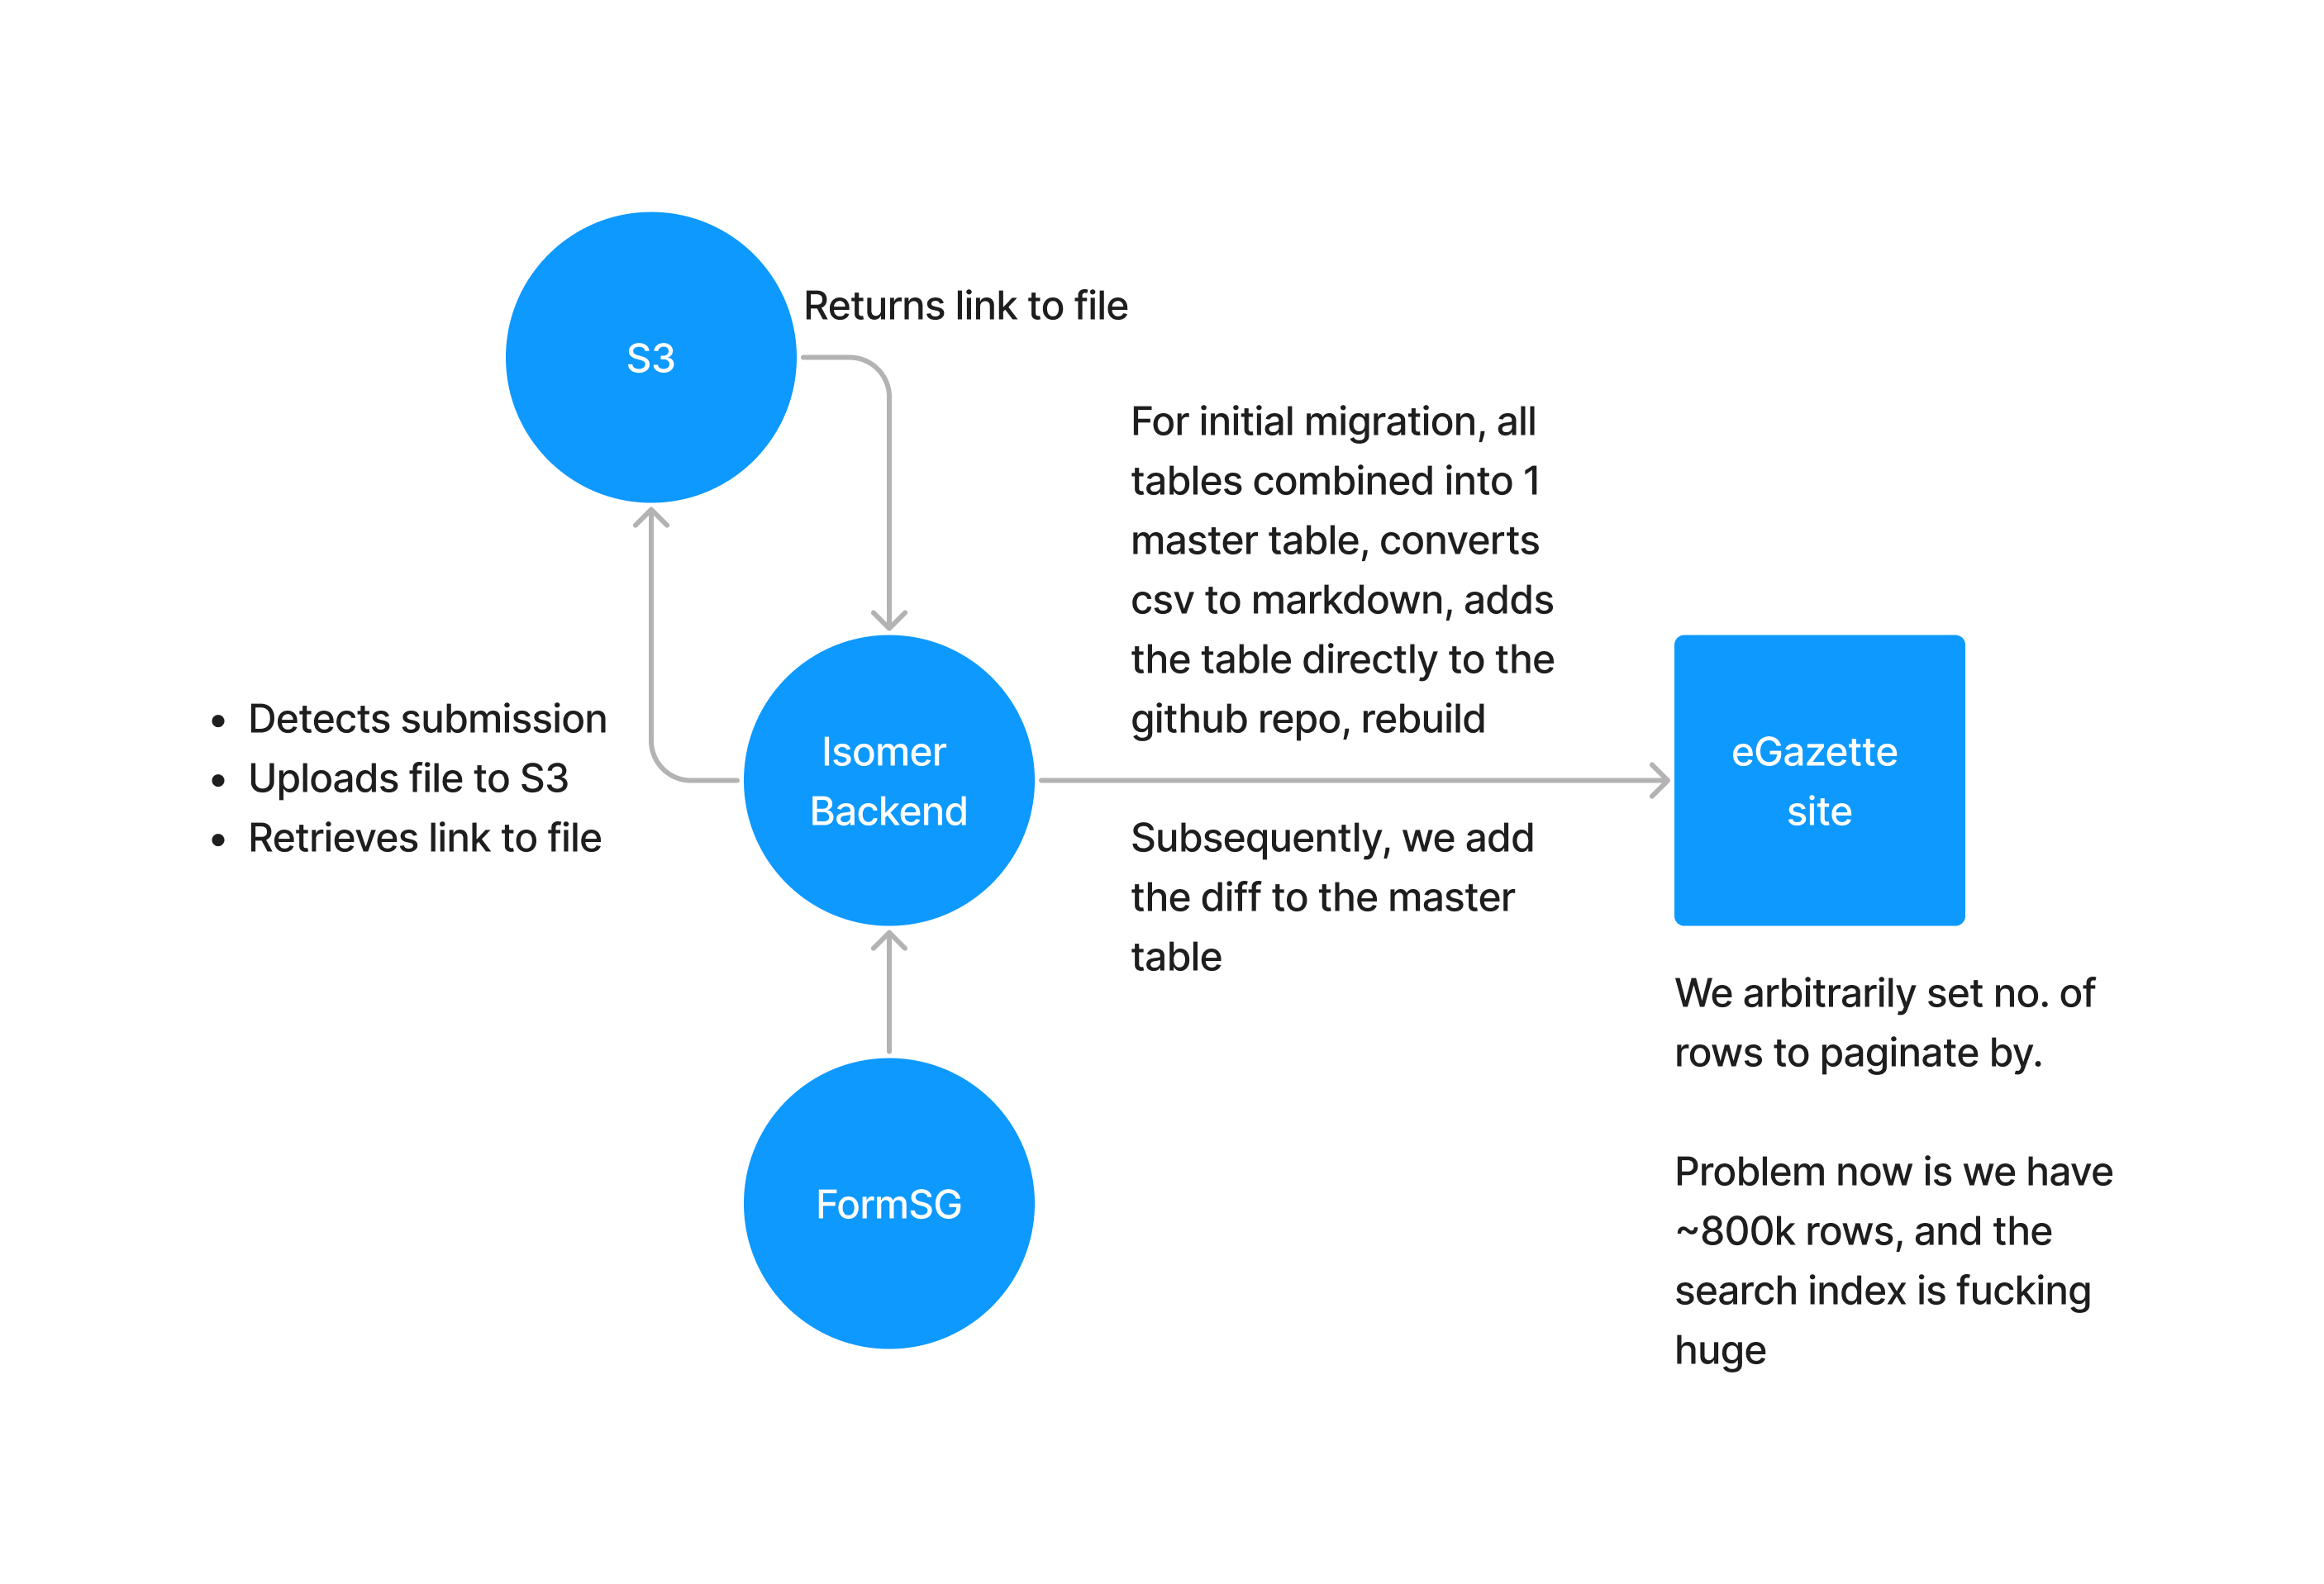 Returns link to file
S3
For initial migration, all
tables combined into 1
master table, converts
csv to markdown, adds
the table directly to the
github repo, rebuild
• Detects submission
• Uploads file to S3
• Retrieves link to file
Isomer
Backend
eGazette
site
Subsequently, we add
the diff to the master
table
We arbitrarily set no. of
rows to paginate by.
Problem now is we have
~800k rows, and the
search index is fucking
huge
FormSG